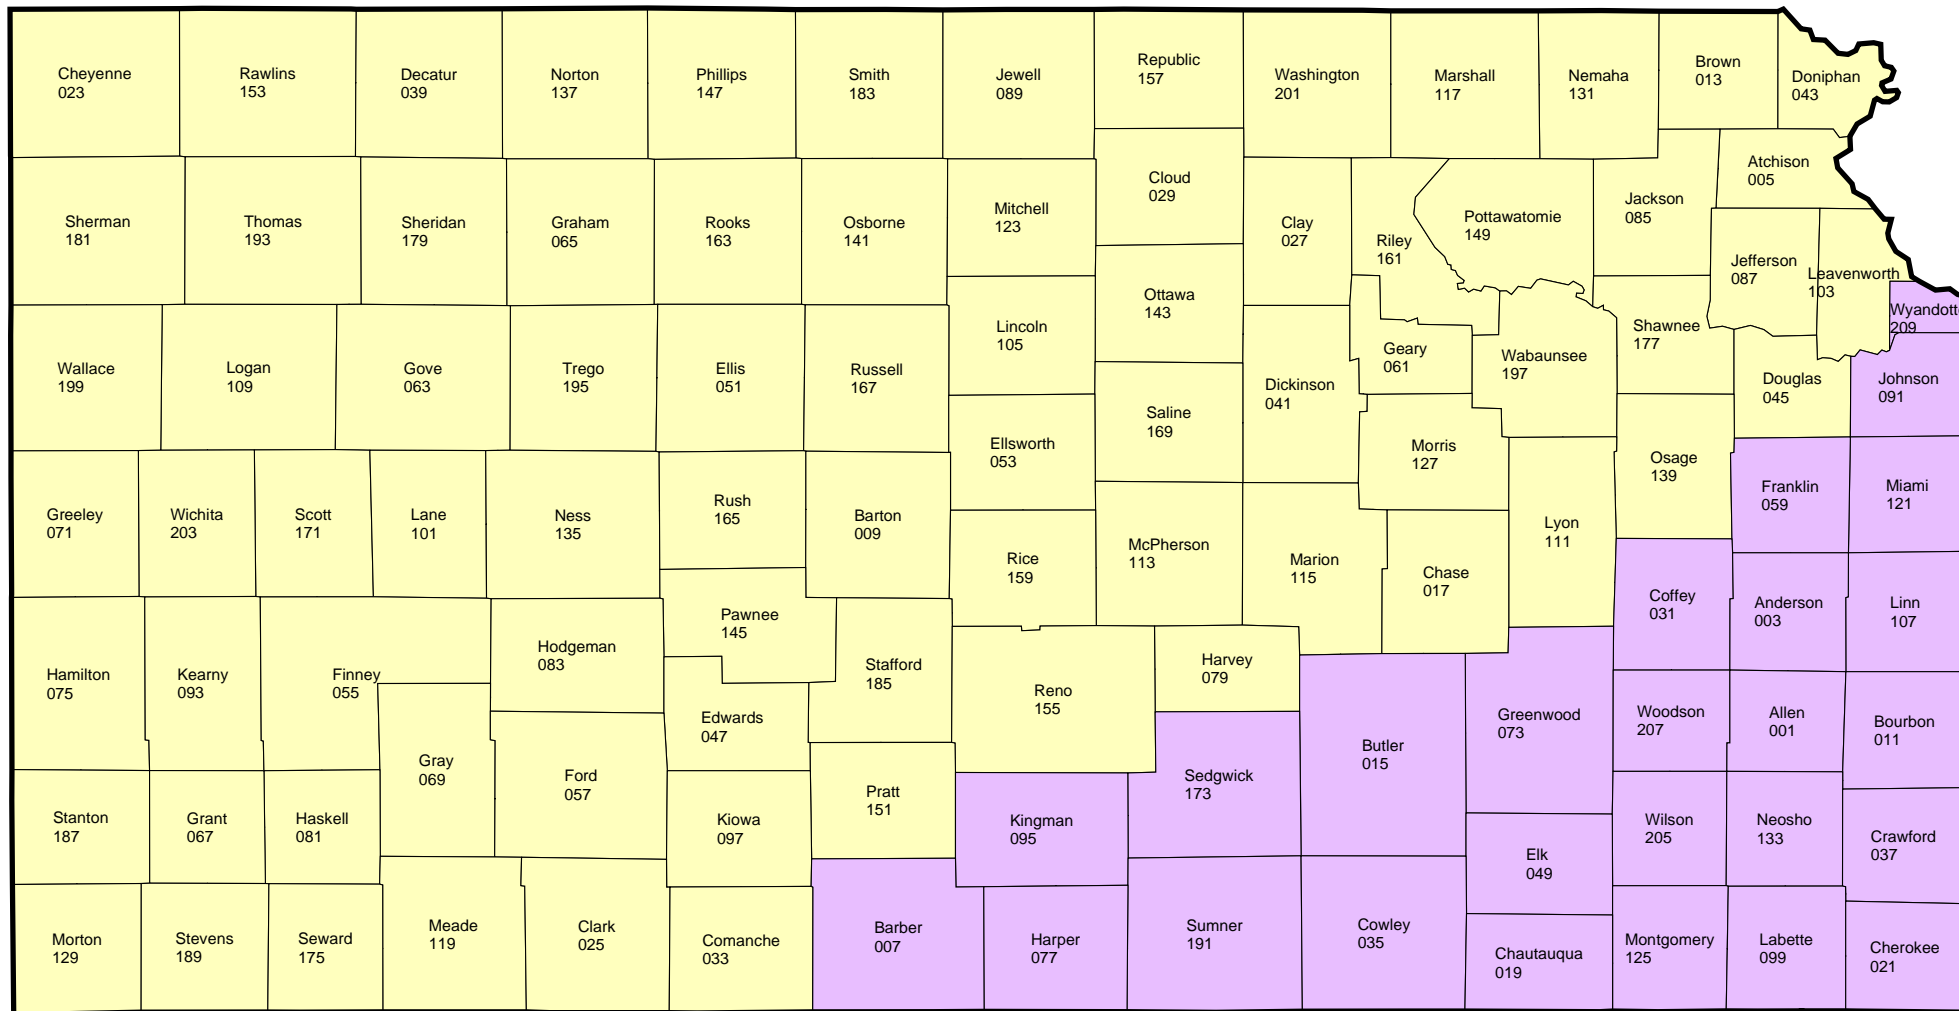 Cheyenne
023
Rawlins
153
Decatur
039
Norton
137
Phillips
147
Smith
183
Jewell
089
Republic
157
Washington
201
Marshall
117
Nemaha
131
Brown
013
Doniphan
043
Sherman
181
Thomas
193
Sheridan
179
Graham
065
Rooks
163
Osborne
141
Mitchell
123
Cloud
029
Clay
027
Riley
161
Pottawatomie
149
Jackson
085
Atchison
005
Jefferson
087
Leavenworth
103
Wyandott
209
Wallace
199
Logan
109
Gove
063
Trego
195
Ellis
051
Russell
167
Lincoln
105
Ottawa
143
Dickinson
041
Geary
061
Wabaunsee
197
Shawnee
177
Douglas
045
Johnson
091
Ellsworth
053
Saline
169
Morris
127
Osage
139
Franklin
059
Miami
121
Greeley
071
Wichita
203
Scott
171
Lane
101
Ness
135
Rush
165
Barton
009
Rice
159
McPherson
113
Marion
115
Chase
017
Lyon
111
Coffey
031
Anderson
003
Linn
107
Hamilton
075
Kearny
093
Finney
055
Hodgeman
083
Pawnee
145
Stafford
185
Reno
155
Harvey
079
Gray
069
Ford
057
Edwards
047
Butler
015
Greenwood
073
Woodson
207
Allen
001
Bourbon
011
Stanton
187
Grant
067
Haskell
081
Kiowa
097
Pratt
151
Kingman
095
Sedgwick
173
Elk
049
Wilson
205
Neosho
133
Crawford
037
Morton
129
Stevens
189
Seward
175
Meade
119
Clark
025
Comanche
033
Barber
007
Harper
077
Sumner
191
Cowley
035
Chautauqua
019
Montgomery
125
Labette
099
Cherokee
021